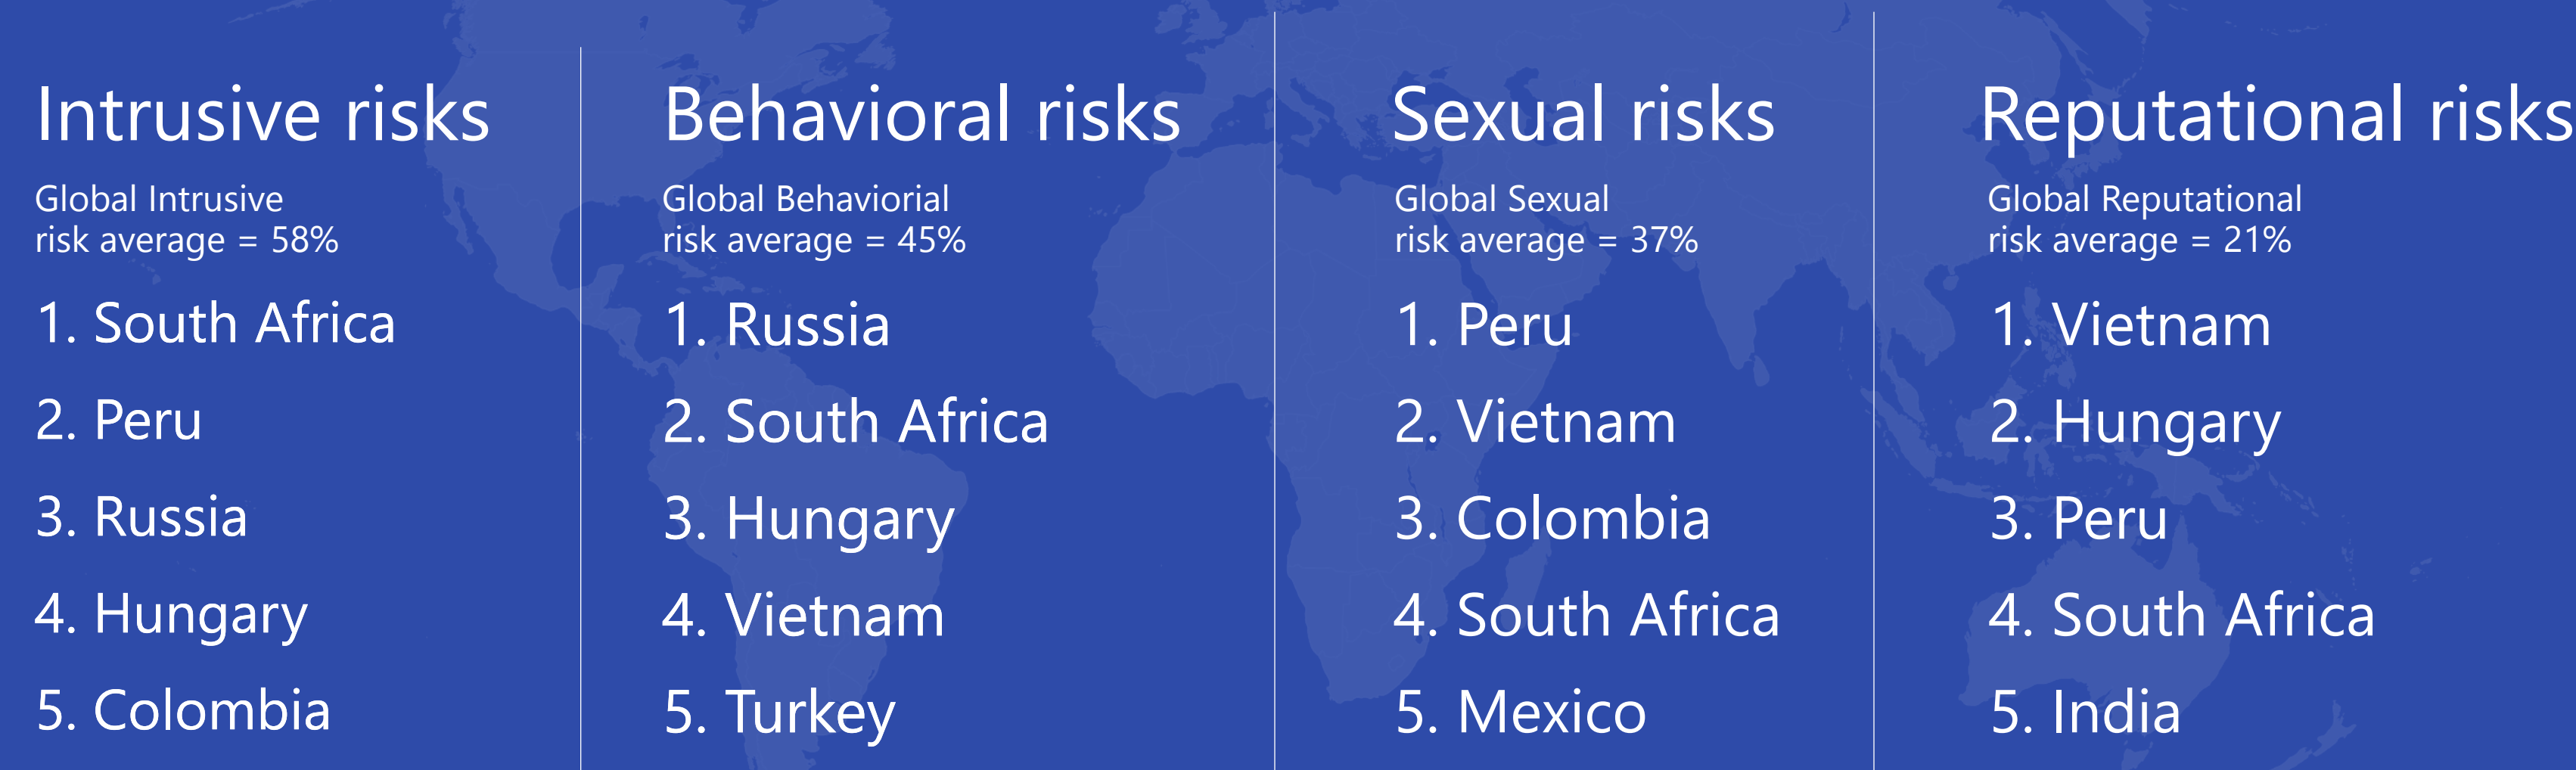 Intrusive risks
Global Intrusive
risk average = 58%
1. South Africa
2. Peru
3. Russia
4. Hungary
5. Colombia
Behavioral risks
Global Behaviorial
risk average = 45%
1. Russia
2. South Africa
3. Hungary
4. Vietnam
5. Turkey
Sexual risks
Global Sexual
risk average = 37%
1. Peru
2. Vietnam
3. Colombia
4. South Africa
5. Mexico
Reputational risks
Global Reputational
risk average = 21%
1. Vietnam
2. Hungary
3. Peru
4. South Africa
5. India